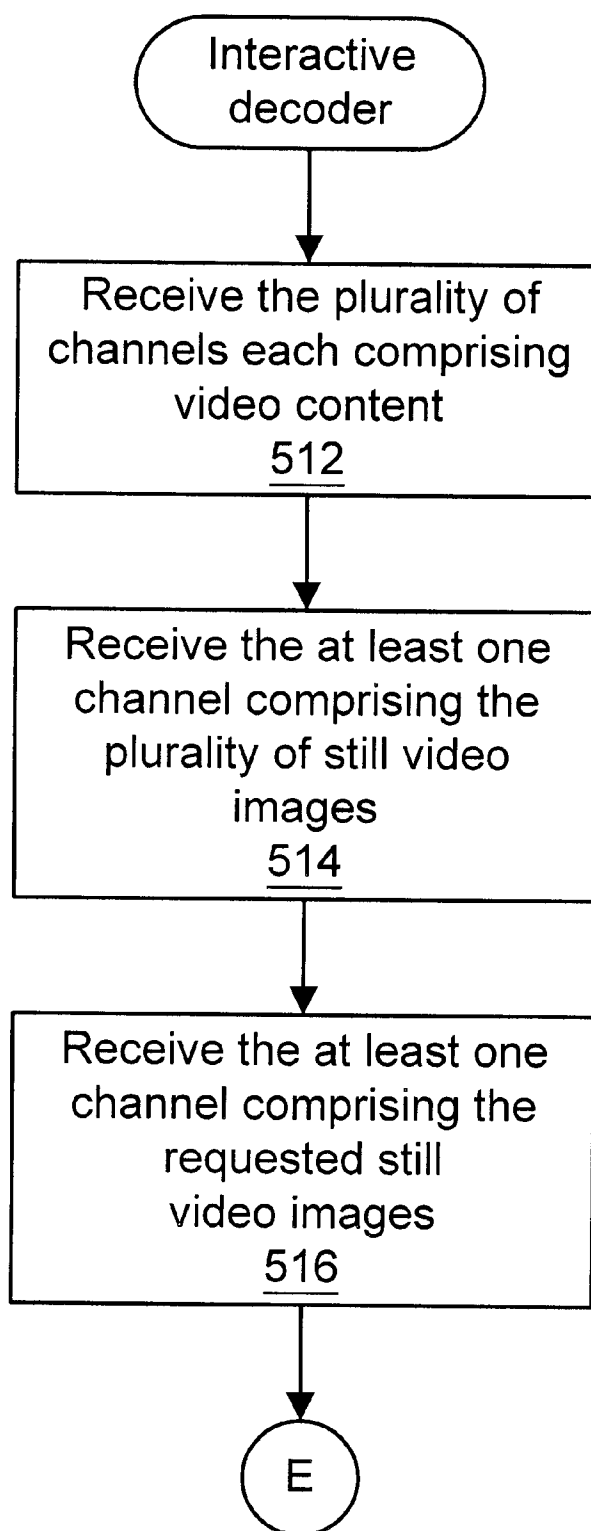 Interactive
decoder
Receive the plurality of
channels each comprising
video content
512
Receive the at least one
channel comprising the
plurality of still video
images
514
Receive the at least one
channel comprising the
requested still
video images
516
E